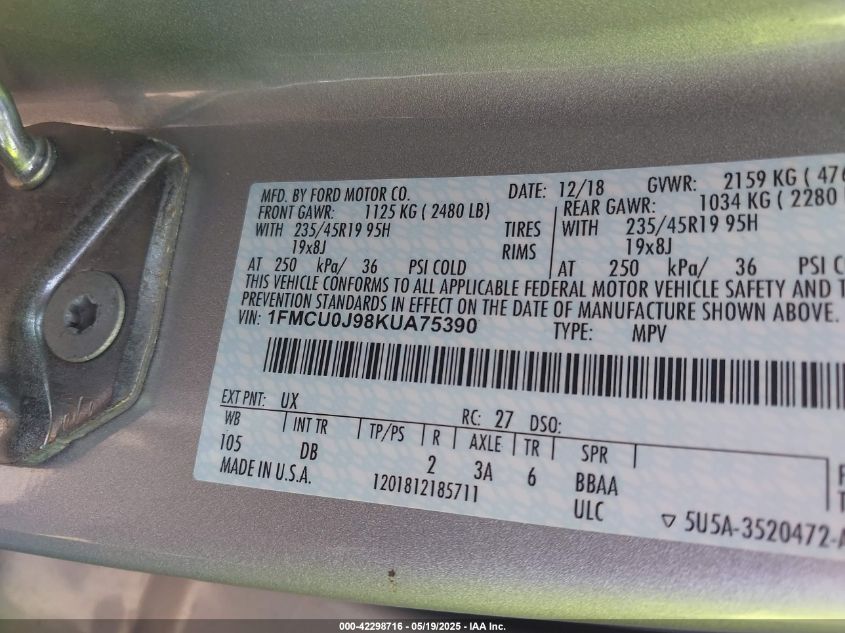 MFD. BY FORD MOTOR CO. DATE: 12/18 GVWR: 2159 KG (
FRONT GAWR: 1125 KG ( 2480 LB) REAR GAWR: 1034 KG ( 2280
WITH 235/45R19 95H TIRES WITH 235/45R19 95H
19x8J RIMS 19x8J
AT 250 kPa/ 36 PSI COLD AT 250 kPa/ 36 PSI
THIS VEHICLE CONFORMS TO ALL APPLICABLE FEDERAL MOTOR VEHICLE SAFETY AND
PREVENTION STANDARDS IN EFFECT ON THE DATE OF MANUFACTURE SHOWN ABOVE.
VIN: 1FMCU0J98KUA75390 TYPE: MPV
EXT PNT: UX RC: 27 DSO:
WB INT TR TP/PS R AXLE TR SPR
105 DB 2 3A 6 BBAA
MADE IN U.S.A. 1201812185711 ULC
5U5A-3520472-
000-42298716 - 05/19/2025 - IAA Inc.